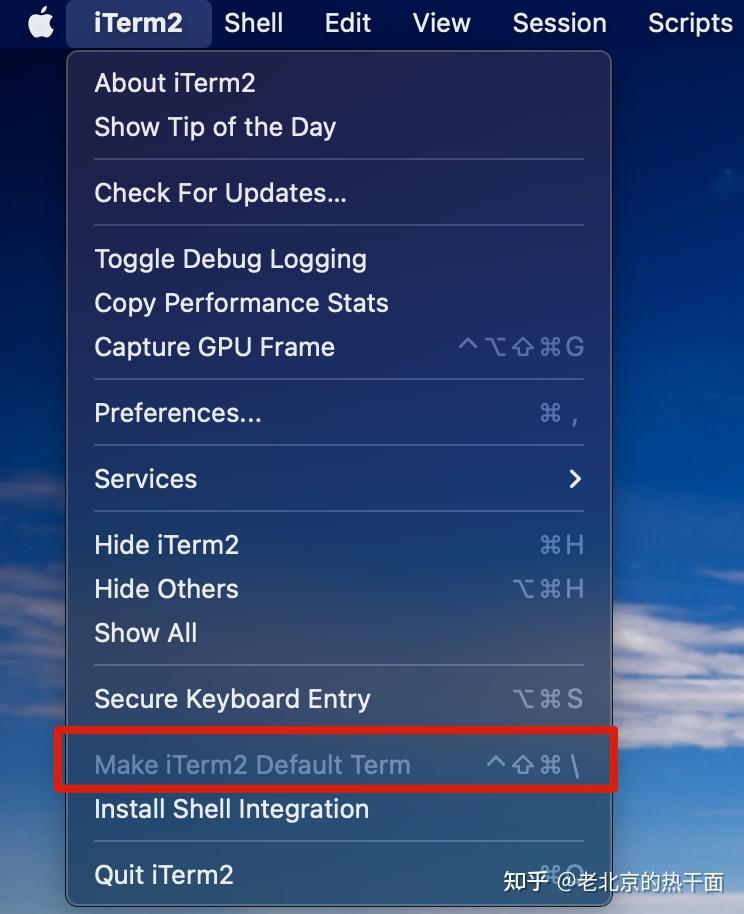 iTerm2 Shell Edit View Session Scripts
About iTerm2
Show Tip of the Day
Check For Updates...
Toggle Debug Logging
Copy Performance Stats
Capture GPU Frame ^⌥⇧⌘G
Preferences... ⌘,
Services >
Hide iTerm2 ⌘H
Hide Others ⌥⌘H
Show All
Secure Keyboard Entry ⌥⌘S
Make iTerm2 Default Term ^⇧⌘\
Install Shell Integration
Quit iTerm2 ⌘Q
知乎 @老北京的热干面